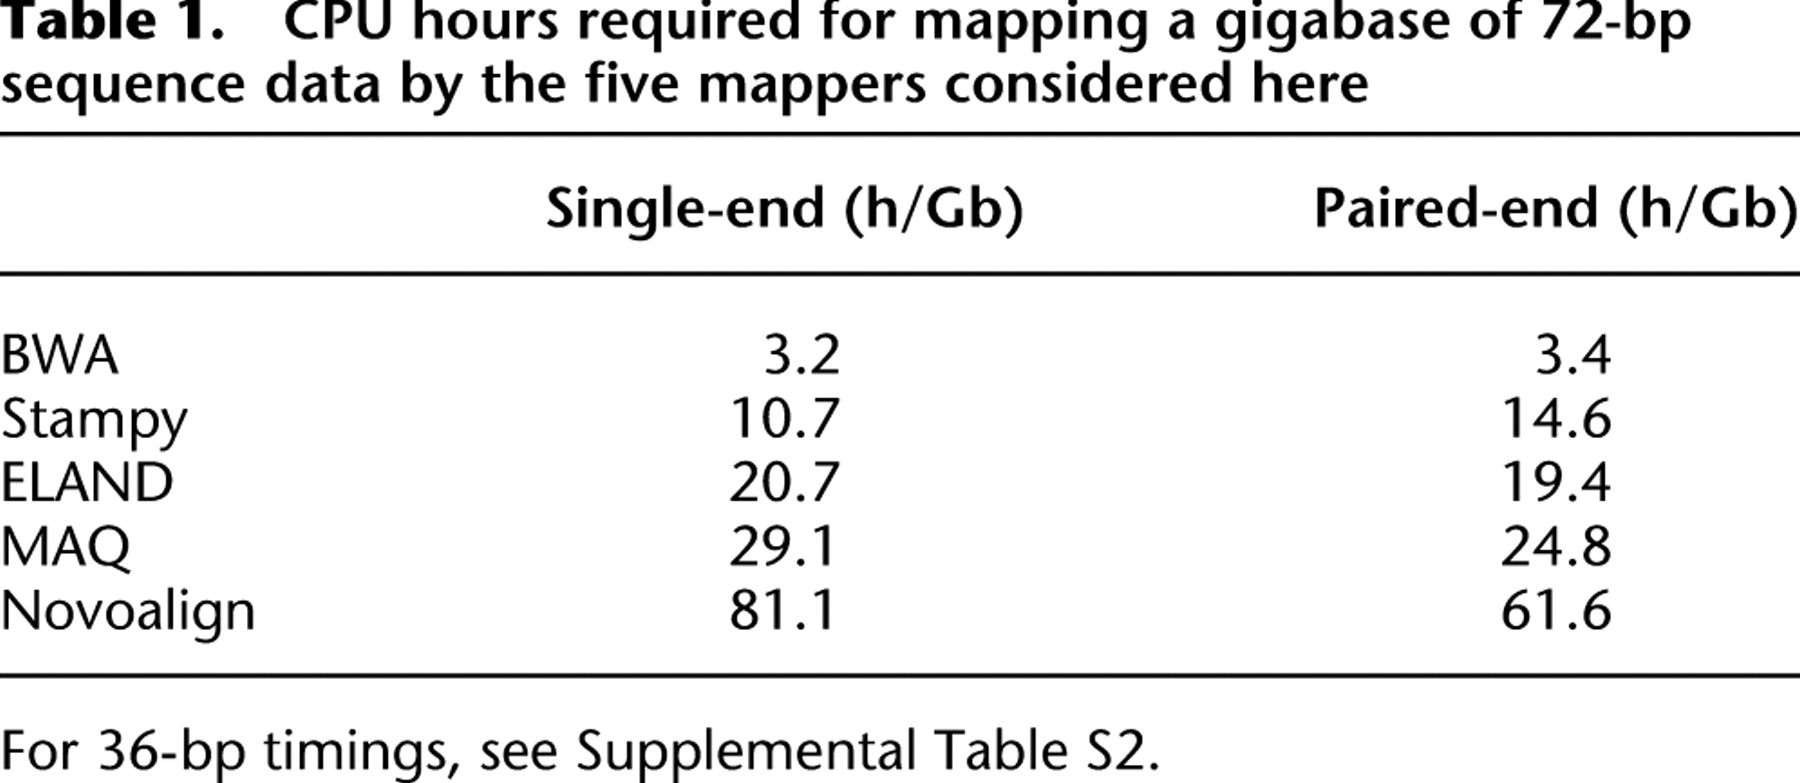 Table 1. CPU hours required for mapping a gigabase of 72-bp
sequence data by the five mappers considered here
Single-end (h/Gb) Paired-end (h/Gb)
BWA 3.2 3.4
Stampy 10.7 14.6
ELAND 20.7 19.4
MAQ 29.1 24.8
Novoalign 81.1 61.6
For 36-bp timings, see Supplemental Table S2.